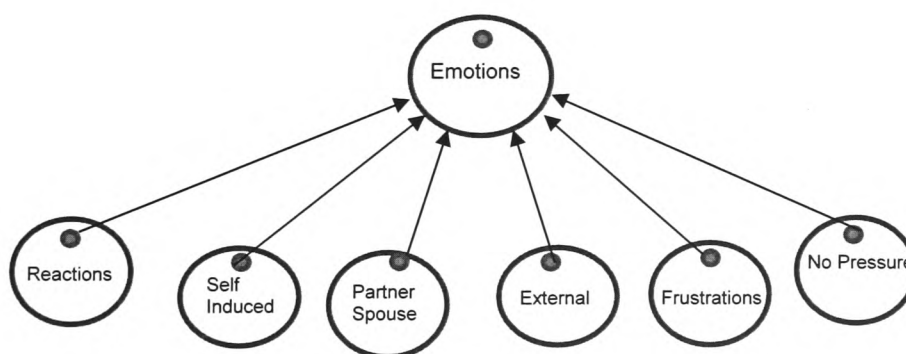 Emotions
Reactions
Self
Induced
Partner
Spouse
External
Frustrations
No Pressure